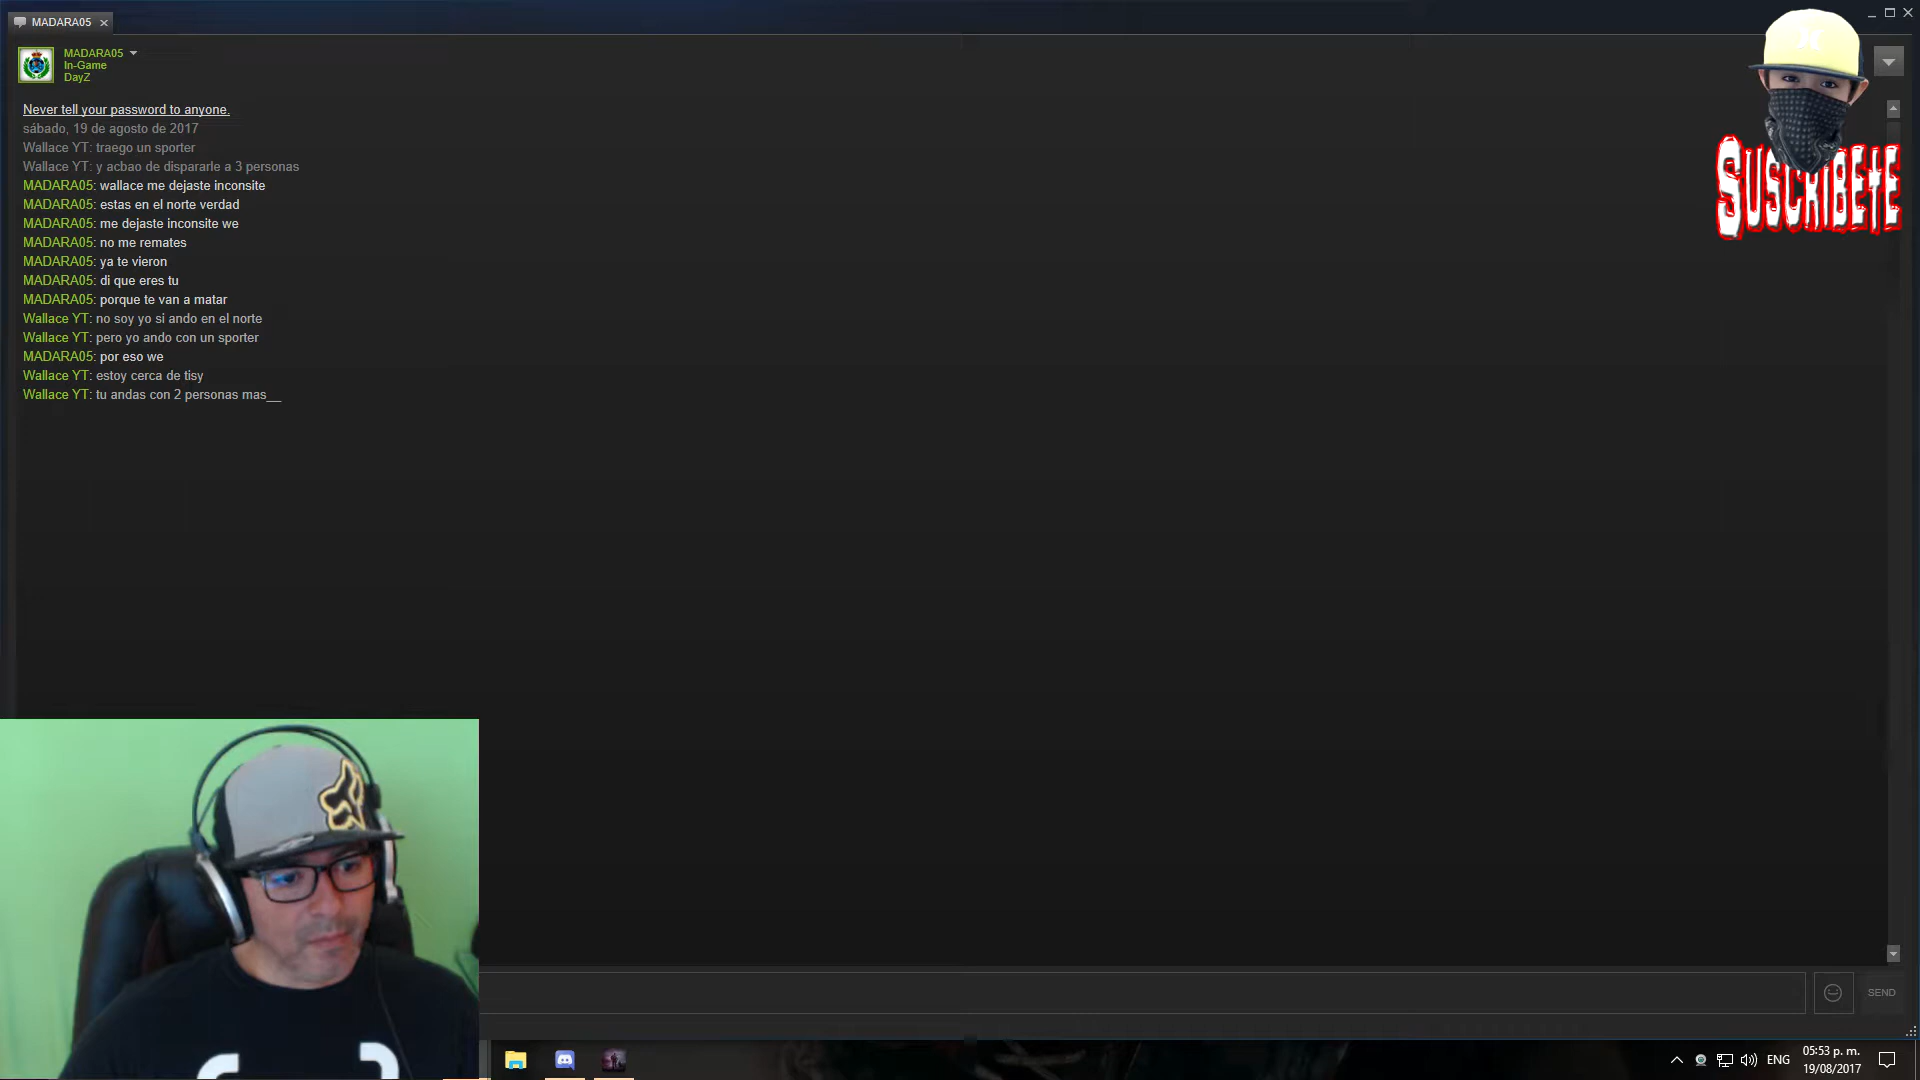 MADARA05
MADARA05
In-Game
DayZ
Never tell your password to anyone.
sábado, 19 de agosto de 2017
Wallace YT: traego un sporter
Wallace YT: y acbao de dispararle a 3 personas
MADARA05: wallace me dejaste inconsite
MADARA05: estas en el norte verdad
MADARA05: me dejaste inconsite we
MADARA05: no me remates
MADARA05: ya te vieron
MADARA05: di que eres tu
MADARA05: porque te van a matar
Wallace YT: no soy yo si ando en el norte
Wallace YT: pero yo ando con un sporter
MADARA05: por eso we
Wallace YT: estoy cerca de tisy
Wallace YT: tu andas con 2 personas mas__
SUSCRIBETE
SEND
ENG
05:53 p. m.
19/08/2017